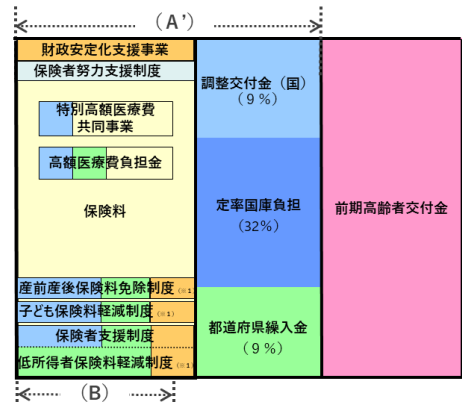 (A’)
財政安定化支援事業
保険者努力支援制度
特別高額医療費
共同事業
高額医療費負担金
保険料
産前産後保険料免除制度 (※1)
子ども保険料軽減制度 (※1)
保険者支援制度
低所得者保険料軽減制度 (※1)
(B)
調整交付金（国）
(９％)
定率国庫負担
(32%)
都道府県繰入金
(９％)
前期高齢者交付金